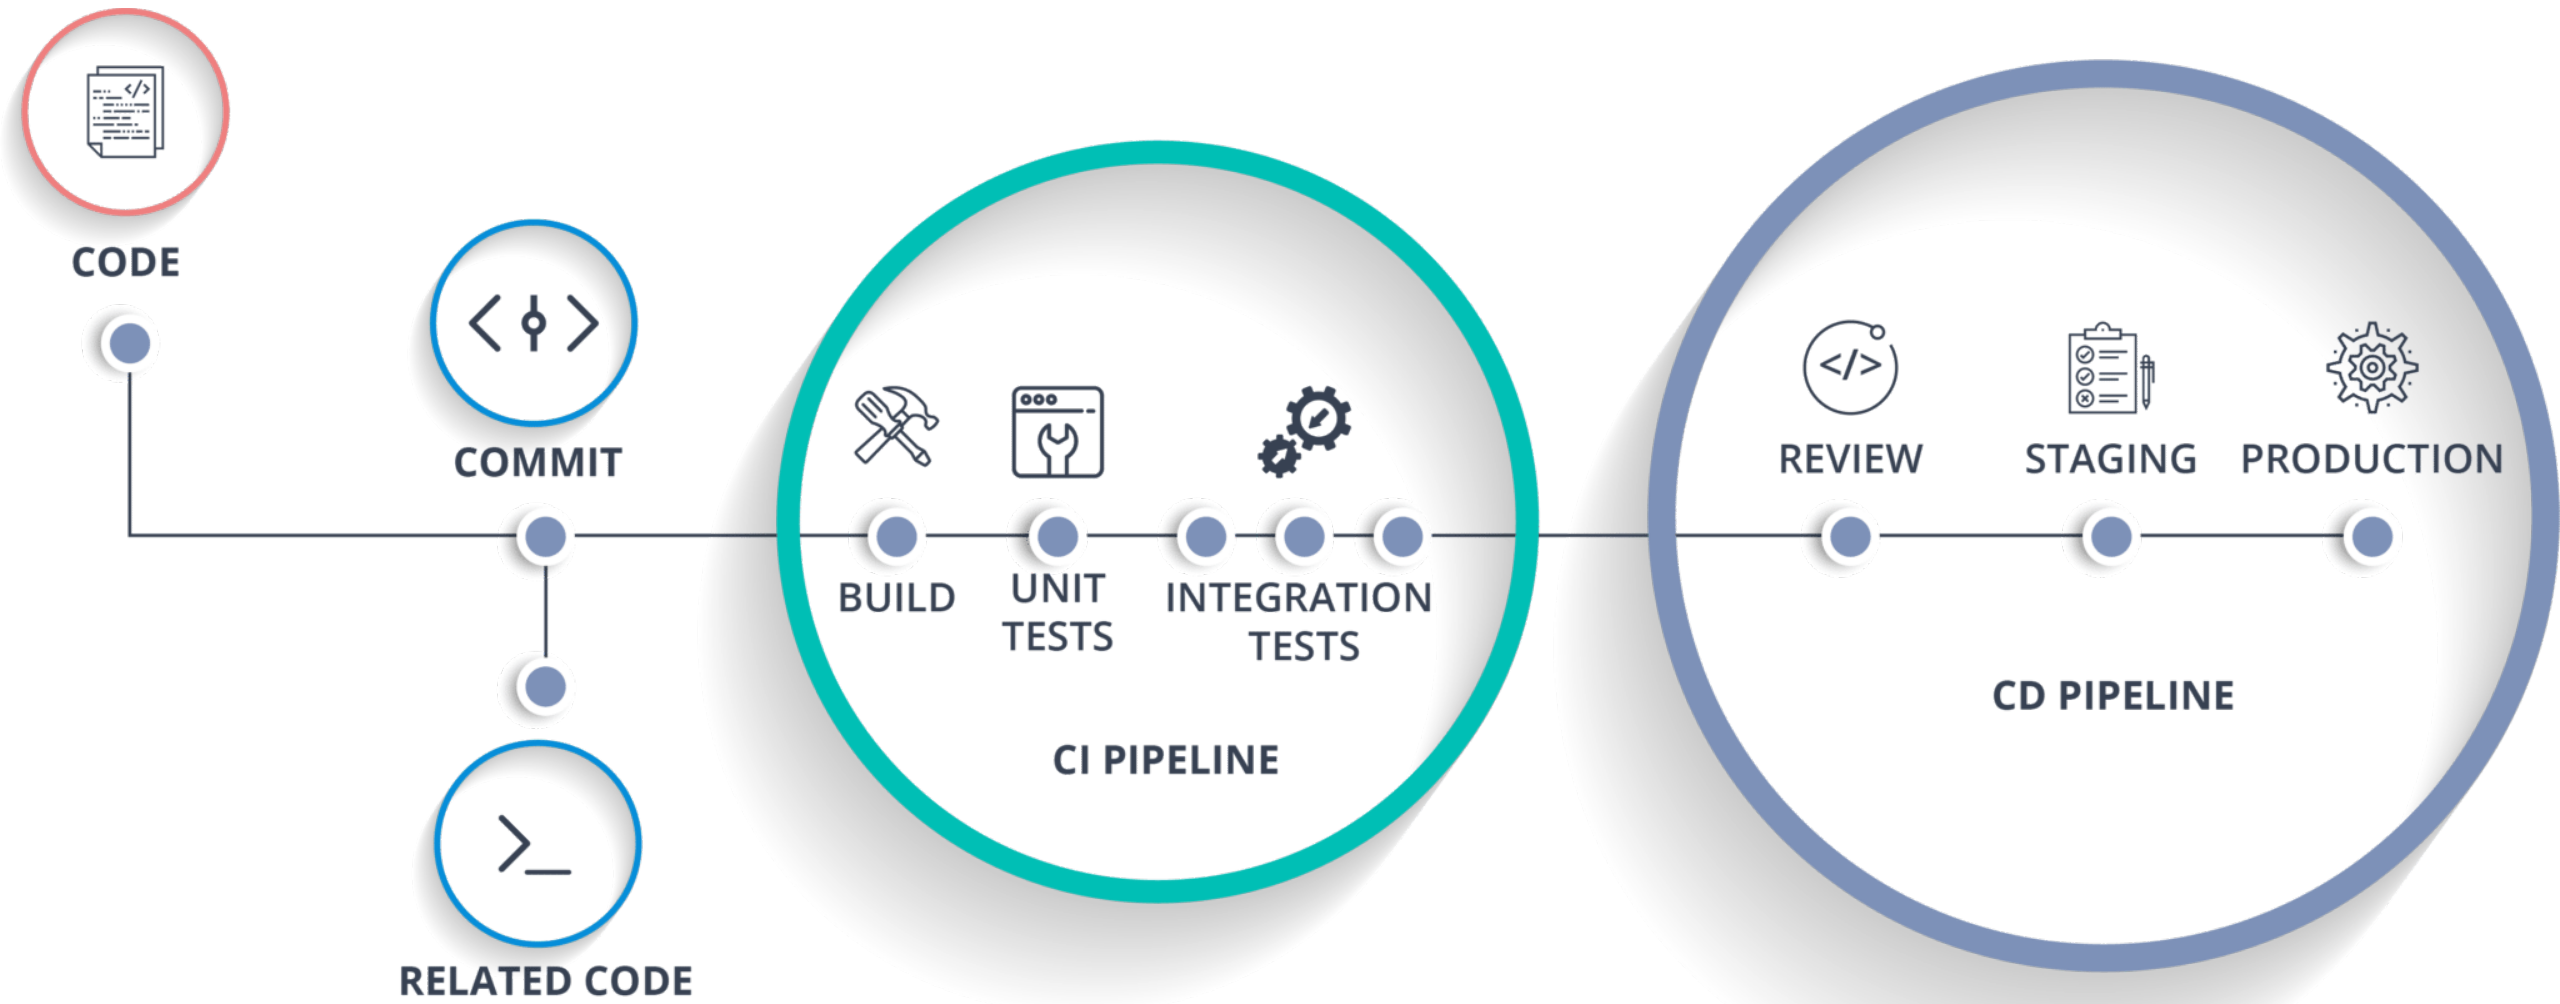 CODE
COMMIT
RELATED CODE
BUILD
UNIT
TESTS
INTEGRATION
TESTS
CI PIPELINE
REVIEW
STAGING
PRODUCTION
CD PIPELINE